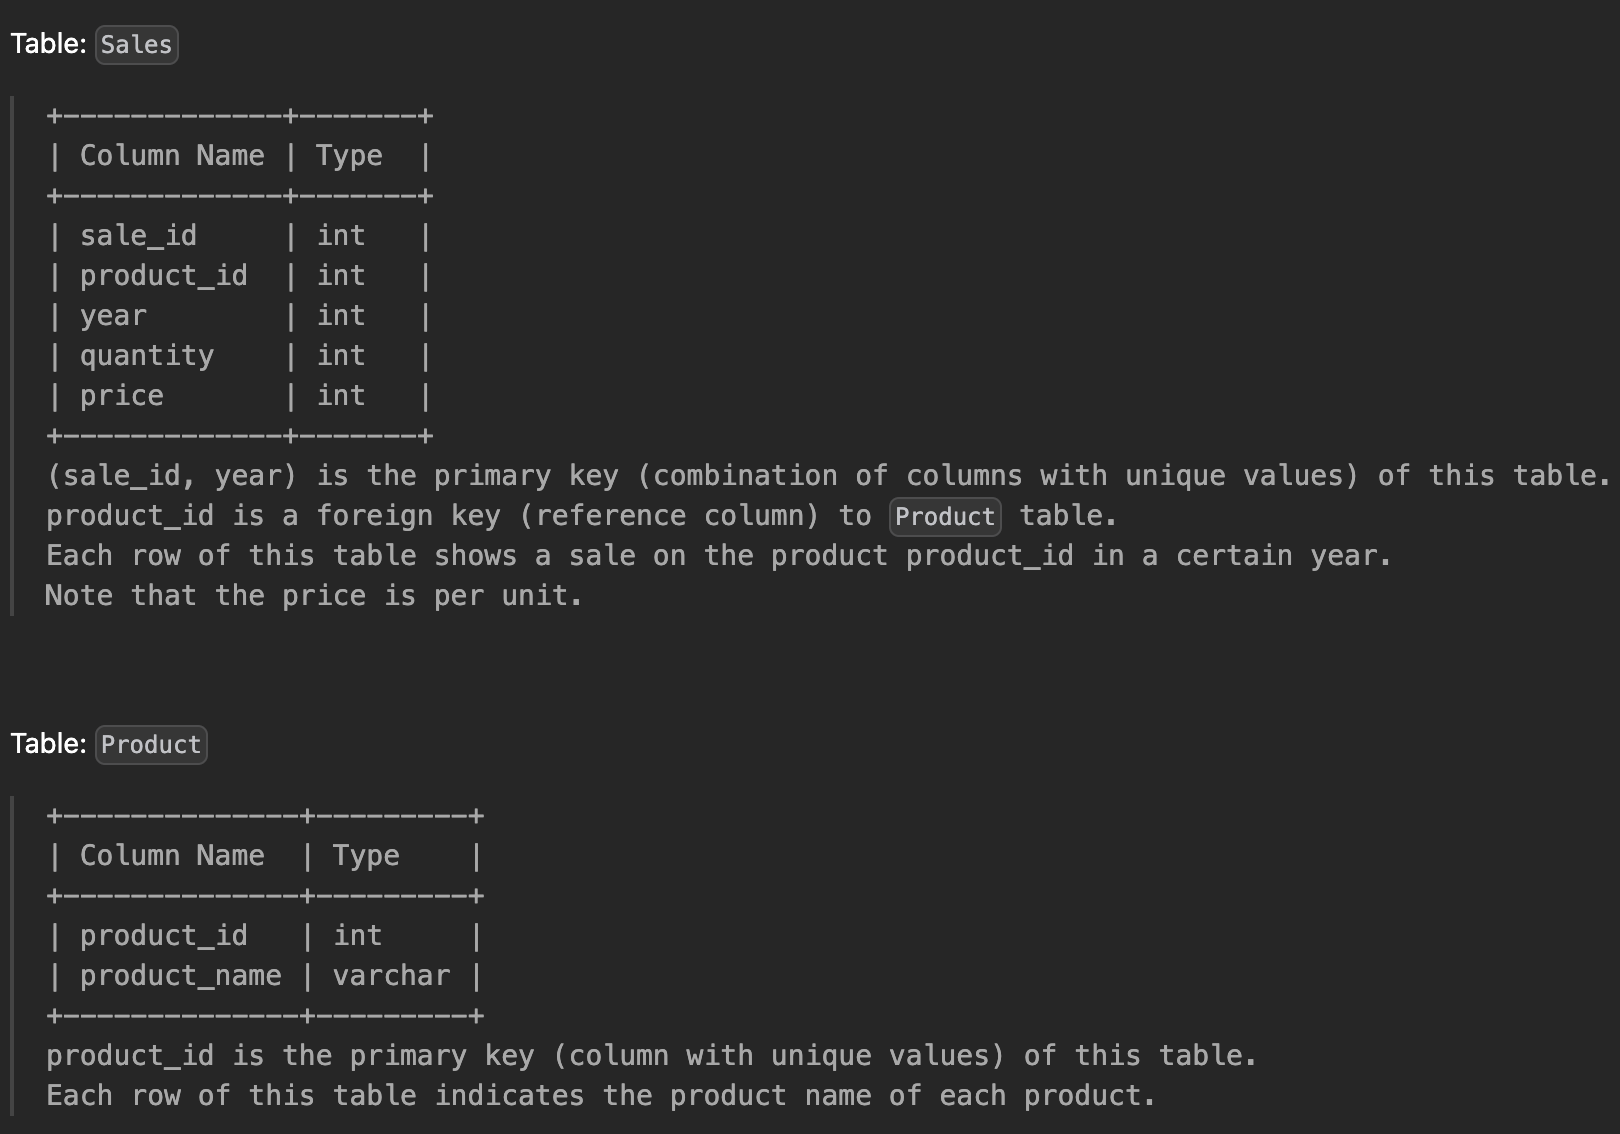 Table: Sales
+-------------+-------+
| Column Name | Type  |
+-------------+-------+
| sale_id     | int   |
| product_id  | int   |
| year        | int   |
| quantity    | int   |
| price       | int   |
+-------------+-------+
(sale_id, year) is the primary key (combination of columns with unique values) of this table.
product_id is a foreign key (reference column) to Product table.
Each row of this table shows a sale on the product product_id in a certain year.
Note that the price is per unit.
Table: Product
+--------------+---------+
| Column Name  | Type    |
+--------------+---------+
| product_id   | int     |
| product_name | varchar |
+--------------+---------+
product_id is the primary key (column with unique values) of this table.
Each row of this table indicates the product name of each product.